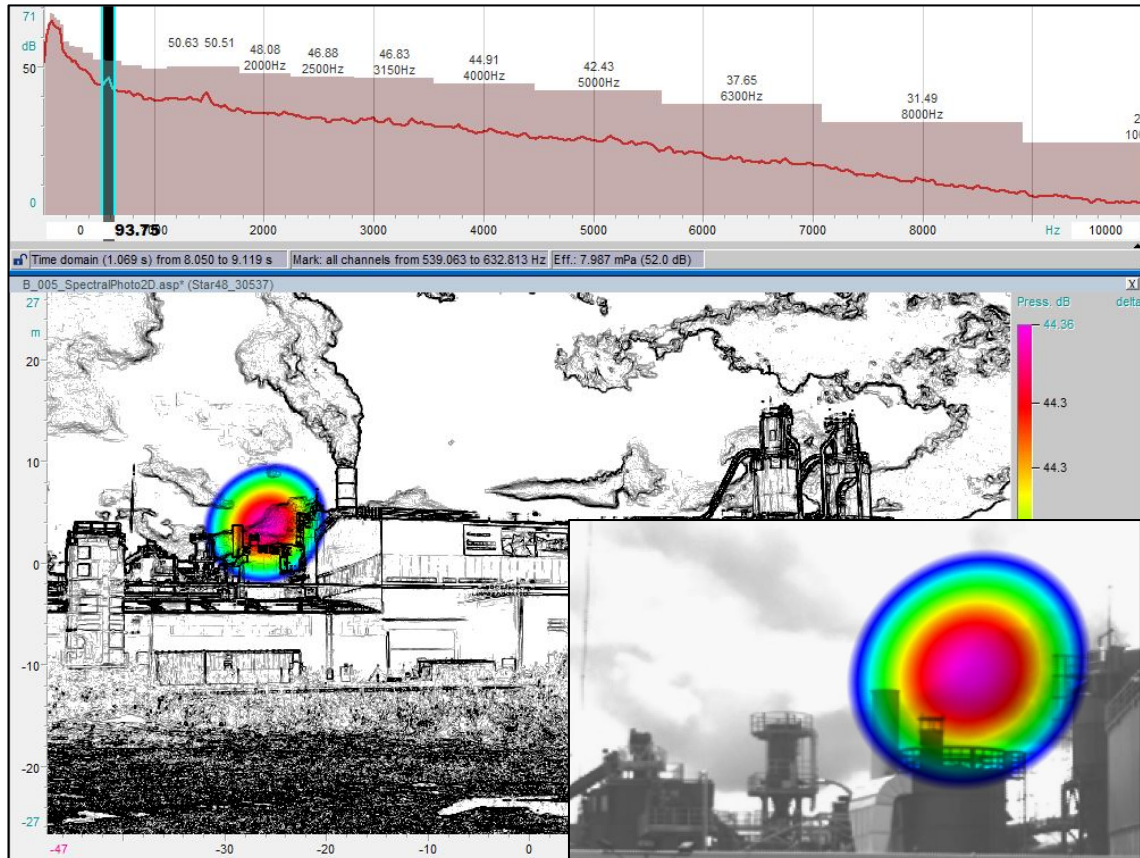 71
dB
50
0
50.63 50.51
48.08
2000Hz
46.88
2500Hz
46.83
3150Hz
44.91
4000Hz
42.43
5000Hz
37.65
6300Hz
31.49
8000Hz
0 93.75 2000 3000 4000 5000 6000 7000 8000 Hz 10000
Time domain (1.069 s) from 8.050 to 9.119 s Mark: all channels from 539.063 to 632.813 Hz Eff.: 7.987 mPa (52.0 dB)
B_005_SpectralPhoto2D.asp* (Star48_30537) X
27
m
20
10
0
-10
-20
-27
-47 -30 -20 -10 0
Press. dB delta
44.36
44.3
44.3